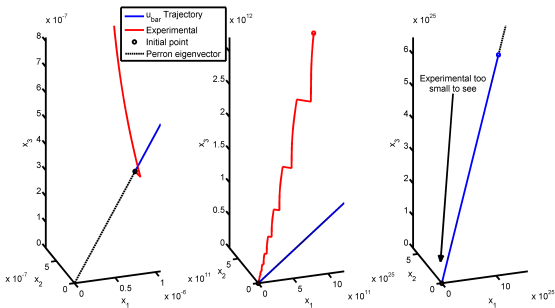 u_bar Trajectory
Experimental
Initial point
Perron eigenvector
x 10^-7
8
7
6
5
4
3
2
1
0
x_3
5
0
x_2
x 10^-7
0
0.5
1
x_1
x 10^-6
x 10^12
3
2
1
0
x_3
5
0
x_2
x 10^11
0
5
10
x_1
x 10^11
x 10^25
6
5
4
3
2
1
0
x_3
Experimental too
small to see
5
0
x_2
x 10^25
0
10
x_1
x 10^25